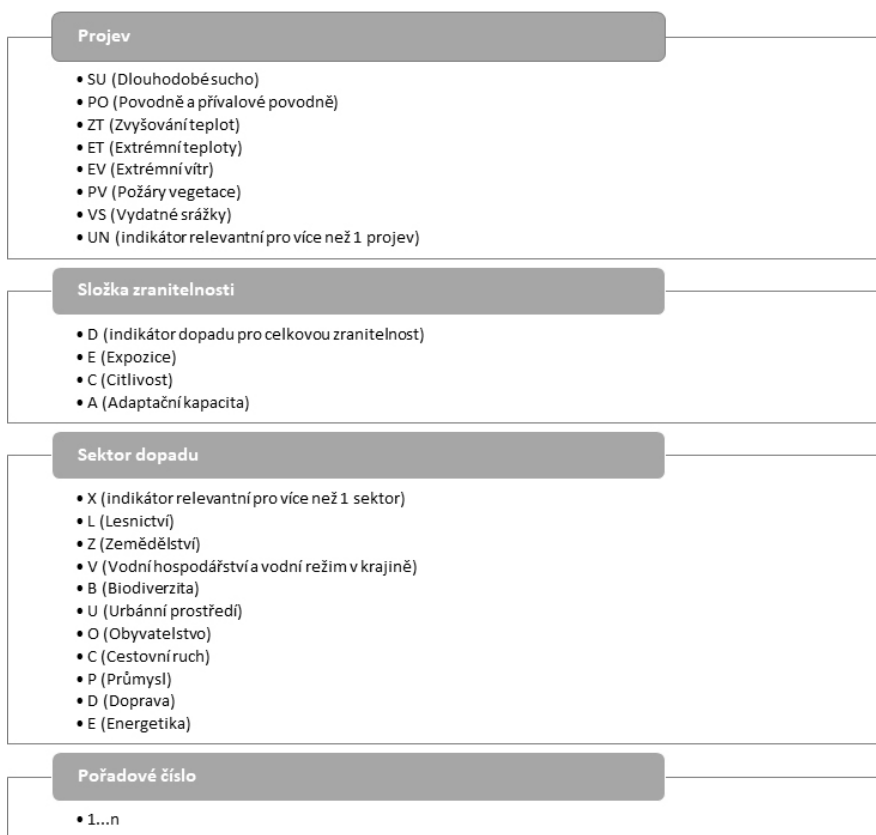 Projev
• SU (Dlouhodobé sucho)
• PO (Povodně a přívalové povodně)
• ZT (Zvyšování teplot)
• ET (Extrémní teploty)
• EV (Extrémní vítr)
• PV (Požáry vegetace)
• VS (Vydatné srážky)
• UN (indikátor relevantní pro více než 1 projev)
Složka zranitelnosti
• D (indikátor dopadu pro celkovou zranitelnost)
• E (Expozice)
• C (Citlivost)
• A (Adaptační kapacita)
Sektor dopadu
• X (indikátor relevantní pro více než 1 sektor)
• L (Lesnictví)
• Z (Zemědělství)
• V (Vodní hospodářství a vodní režim v krajině)
• B (Biodiverzita)
• U (Urbánní prostředí)
• O (Obyvatelstvo)
• C (Cestovní ruch)
• P (Průmysl)
• D (Doprava)
• E (Energetika)
Pořadové číslo
• 1...n